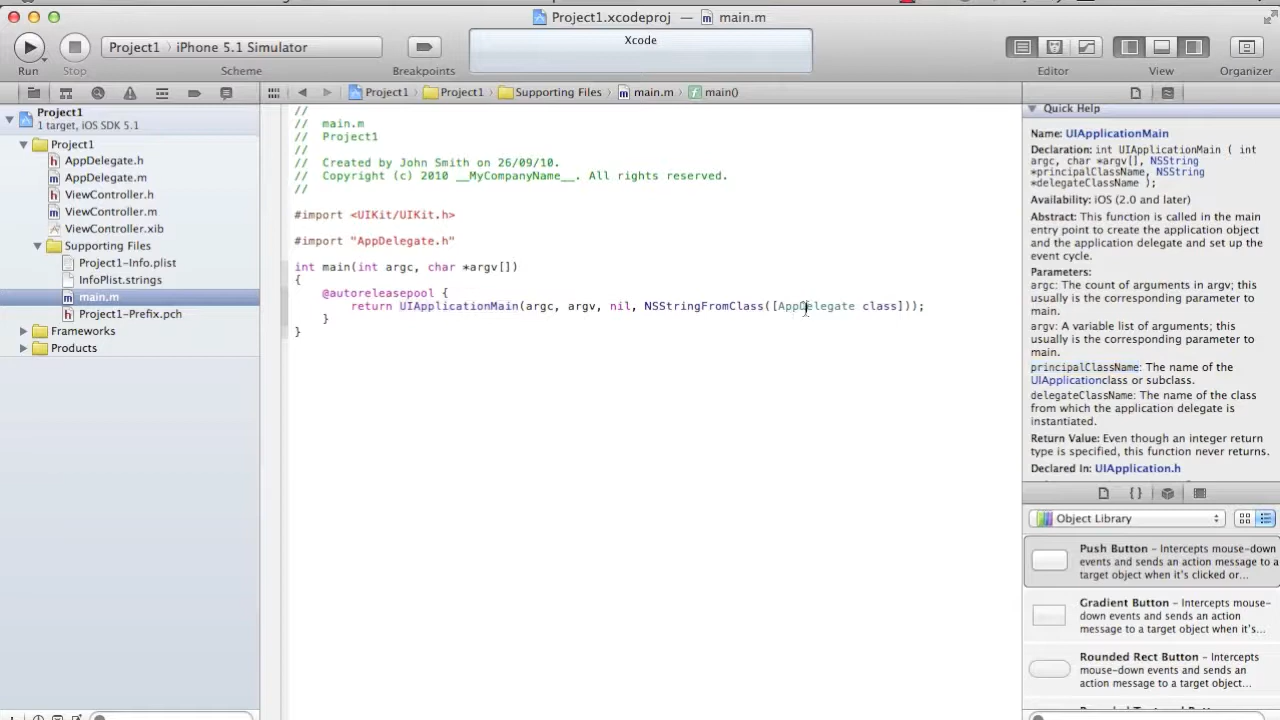 Project1.xcodeproj — main.m
Project1 〉 iPhone 5.1 Simulator
Xcode
Run
Stop
Scheme
Breakpoints
Editor
View
Organizer
Project1
1 target, iOS SDK 5.1
Project1
AppDelegate.h
AppDelegate.m
ViewController.h
ViewController.m
ViewController.xib
Supporting Files
Project1-Info.plist
InfoPlist.strings
main.m
Project1-Prefix.pch
Frameworks
Products
Project1 〉 Project1 〉 Supporting Files 〉 main.m 〉 main()
//
// main.m
// Project1
//
// Created by John Smith on 26/09/10.
// Copyright (c) 2010 __MyCompanyName__. All rights reserved.
//
#import <UIKit/UIKit.h>
#import "AppDelegate.h"
int main(int argc, char *argv[])
{
@autoreleasepool {
return UIApplicationMain(argc, argv, nil, NSStringFromClass([AppDelegate class]));
}
}
Quick Help
Name: UIApplicationMain
Declaration: int UIApplicationMain ( int
argc, char *argv[], NSString
*principalClassName, NSString
*delegateClassName );
Availability: iOS (2.0 and later)
Abstract: This function is called in the main
entry point to create the application object
and the application delegate and set up the
event cycle.
Parameters:
argc: The count of arguments in argv; this
usually is the corresponding parameter to
main.
argv: A variable list of arguments; this
usually is the corresponding parameter to
main.
principalClassName: The name of the
UIApplicationclass or subclass.
delegateClassName: The name of the class
from which the application delegate is
instantiated.
Return Value: Even though an integer return
type is specified, this function never returns.
Declared In: UIApplication.h
{ }
Object Library
Push Button – Intercepts mouse-down
events and sends an action message to a
target object when it's clicked or...
Gradient Button – Intercepts mouse-
down events and sends an action
message to a target object when it's...
Rounded Rect Button – Intercepts
mouse-down events and sends an
action message to a target object...